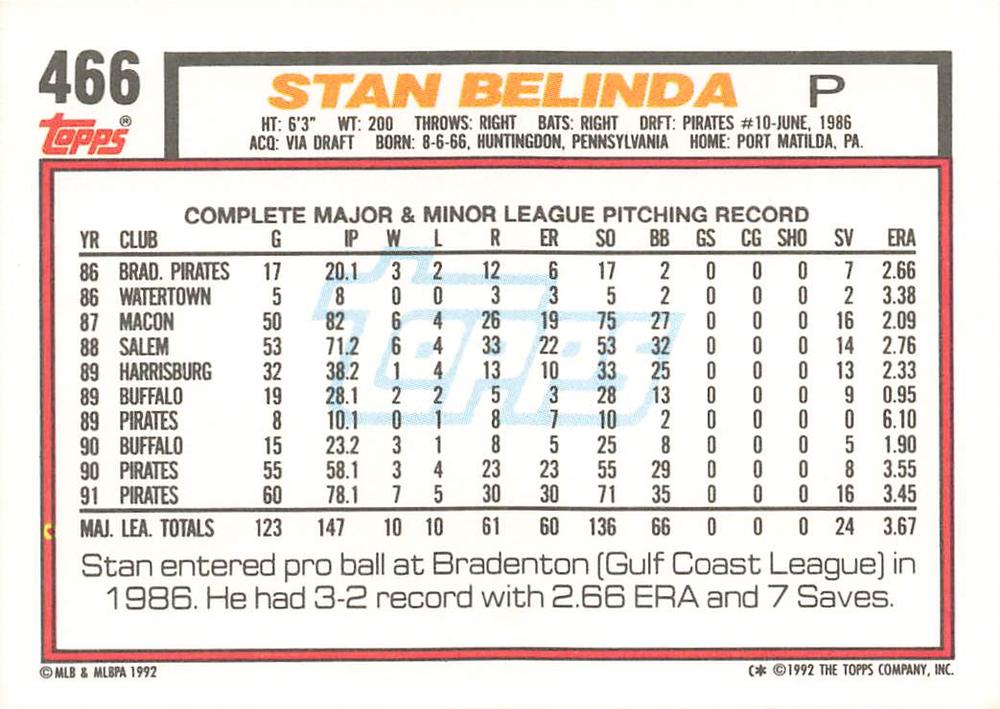 466
STAN BELINDA P
topps®
HT: 6'3" WT: 200 THROWS: RIGHT BATS: RIGHT DRFT: PIRATES #10-JUNE, 1986
ACQ: VIA DRAFT BORN: 8-6-66, HUNTINGDON, PENNSYLVANIA HOME: PORT MATILDA, PA.
COMPLETE MAJOR & MINOR LEAGUE PITCHING RECORD
YR CLUB G IP W L R ER SO BB GS CG SHO SV ERA
86 BRAD. PIRATES 17 20.1 3 2 12 6 17 2 0 0 0 7 2.66
86 WATERTOWN 5 8 0 0 3 3 5 2 0 0 0 2 3.38
87 MACON 50 82 6 4 26 19 75 27 0 0 0 16 2.09
88 SALEM 53 71.2 6 4 33 22 53 32 0 0 0 14 2.76
89 HARRISBURG 32 38.2 1 4 13 10 33 25 0 0 0 13 2.33
89 BUFFALO 19 28.1 2 2 5 3 28 13 0 0 0 9 0.95
89 PIRATES 8 10.1 0 1 8 7 10 2 0 0 0 0 6.10
90 BUFFALO 15 23.2 3 1 8 5 25 8 0 0 0 5 1.90
90 PIRATES 55 58.1 3 4 23 23 55 29 0 0 0 8 3.55
91 PIRATES 60 78.1 7 5 30 30 71 35 0 0 0 16 3.45
MAJ. LEA. TOTALS 123 147 10 10 61 60 136 66 0 0 0 24 3.67
topps
Stan entered pro ball at Bradenton (Gulf Coast League) in
1986. He had 3-2 record with 2.66 ERA and 7 Saves.
© MLB & MLBPA 1992 C* ©1992 THE TOPPS COMPANY, INC.